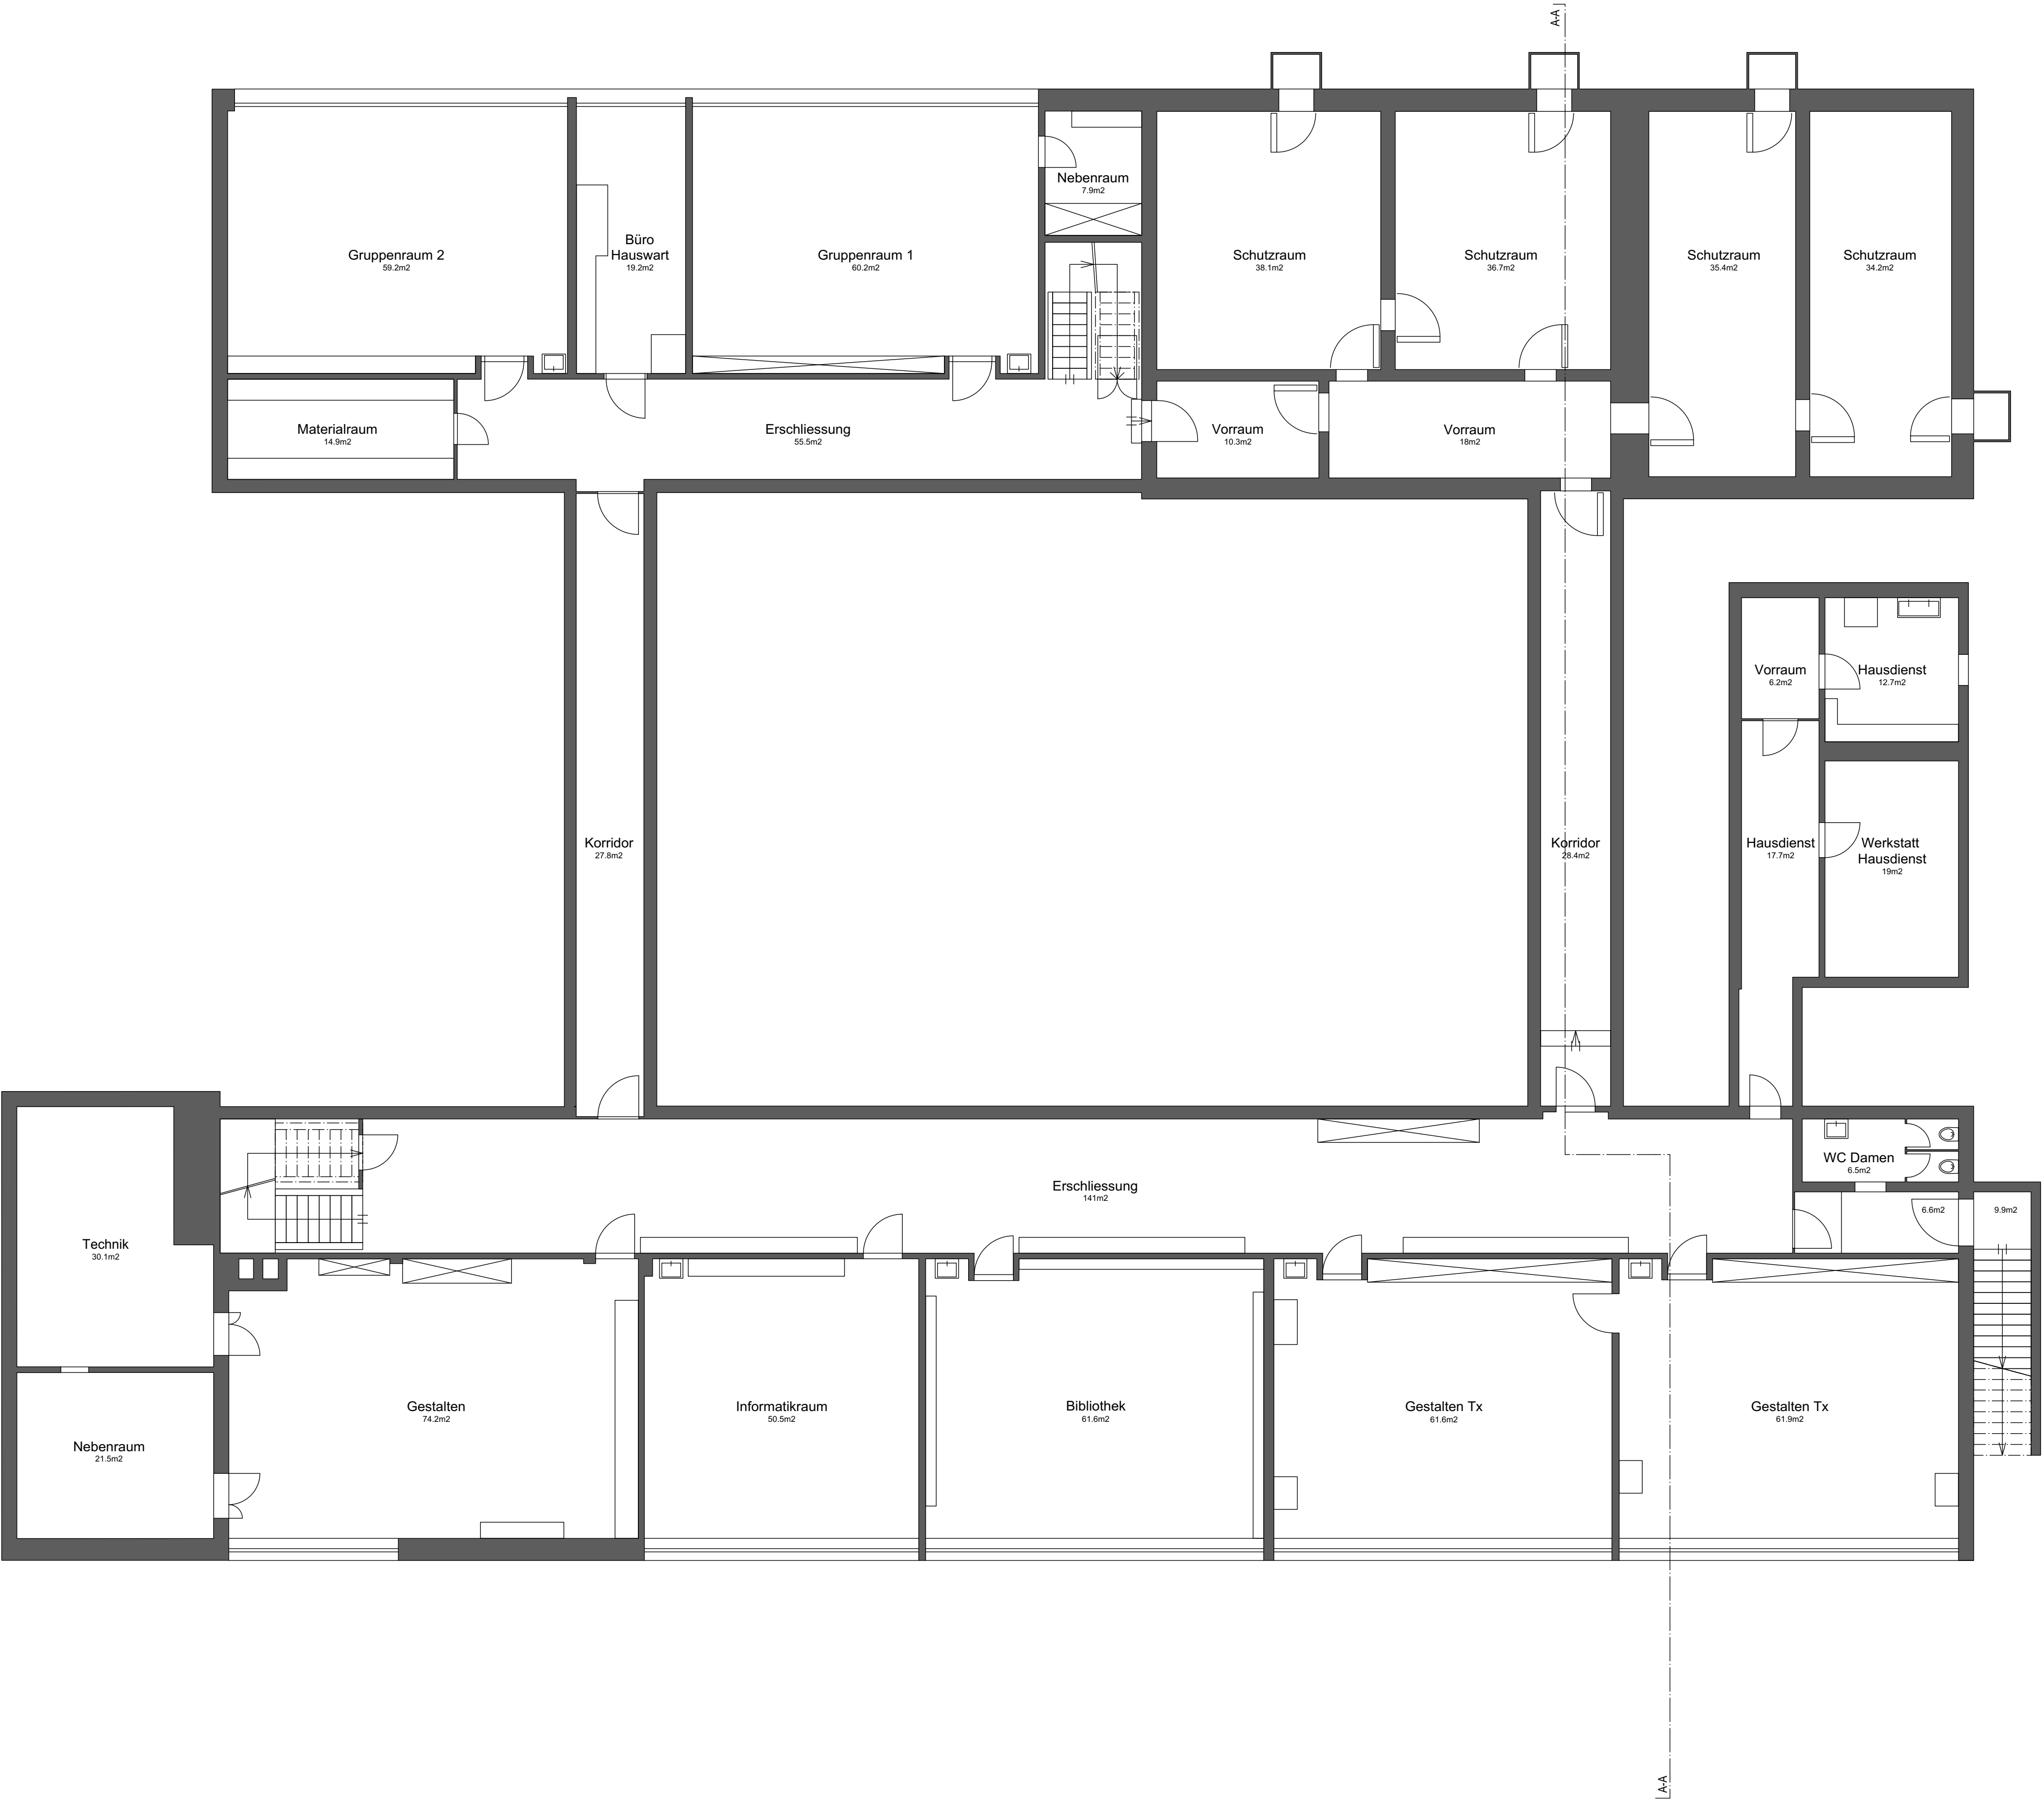 A-A
Nebenraum
7.9m2
Gruppenraum 2
59.2m2
Büro
Hauswart
19.2m2
Gruppenraum 1
60.2m2
Schutzraum
38.1m2
Schutzraum
36.7m2
Schutzraum
35.4m2
Schutzraum
34.2m2
Materialraum
14.9m2
Erschliessung
55.5m2
Vorraum
10.3m2
Vorraum
18m2
Vorraum
6.2m2
Hausdienst
12.7m2
Korridor
27.8m2
Korridor
28.4m2
Hausdienst
17.7m2
Werkstatt
Hausdienst
19m2
WC Damen
6.5m2
Erschliessung
141m2
6.6m2
9.9m2
Technik
30.1m2
Gestalten
74.2m2
Informatikraum
50.5m2
Bibliothek
61.6m2
Gestalten Tx
61.6m2
Gestalten Tx
61.9m2
Nebenraum
21.5m2
A-A